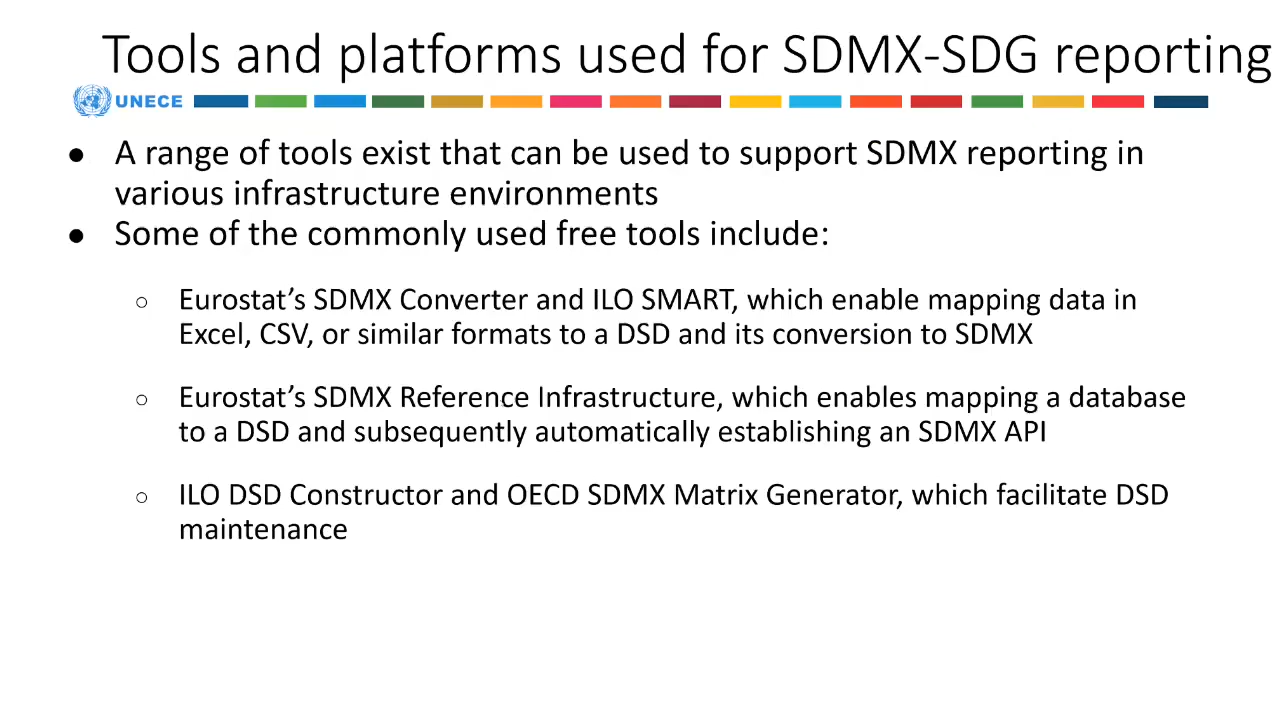 Tools and platforms used for SDMX-SDG reporting
UNECE
● A range of tools exist that can be used to support SDMX reporting in
various infrastructure environments
● Some of the commonly used free tools include:
○ Eurostat’s SDMX Converter and ILO SMART, which enable mapping data in
Excel, CSV, or similar formats to a DSD and its conversion to SDMX
○ Eurostat’s SDMX Reference Infrastructure, which enables mapping a database
to a DSD and subsequently automatically establishing an SDMX API
○ ILO DSD Constructor and OECD SDMX Matrix Generator, which facilitate DSD
maintenance